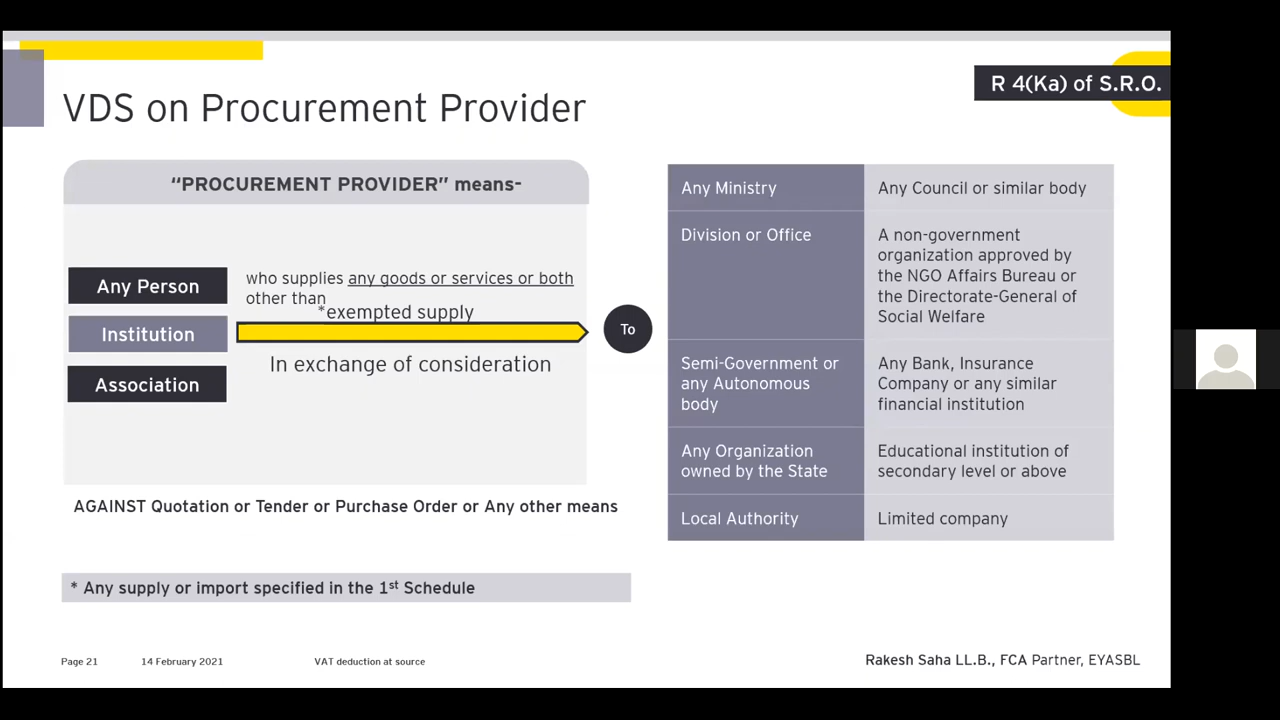 R 4(Ka) of S.R.O.
VDS on Procurement Provider
“PROCUREMENT PROVIDER” means-
Any Person
Institution
Association
who supplies any goods or services or both
other than
*exempted supply
In exchange of consideration
To
AGAINST Quotation or Tender or Purchase Order or Any other means
* Any supply or import specified in the 1st Schedule
Any Ministry
Any Council or similar body
Division or Office
A non-government
organization approved by
the NGO Affairs Bureau or
the Directorate-General of
Social Welfare
Semi-Government or
any Autonomous
body
Any Bank, Insurance
Company or any similar
financial institution
Any Organization
owned by the State
Educational institution of
secondary level or above
Local Authority
Limited company
Page 21
14 February 2021
VAT deduction at source
Rakesh Saha LL.B., FCA Partner, EYASBL